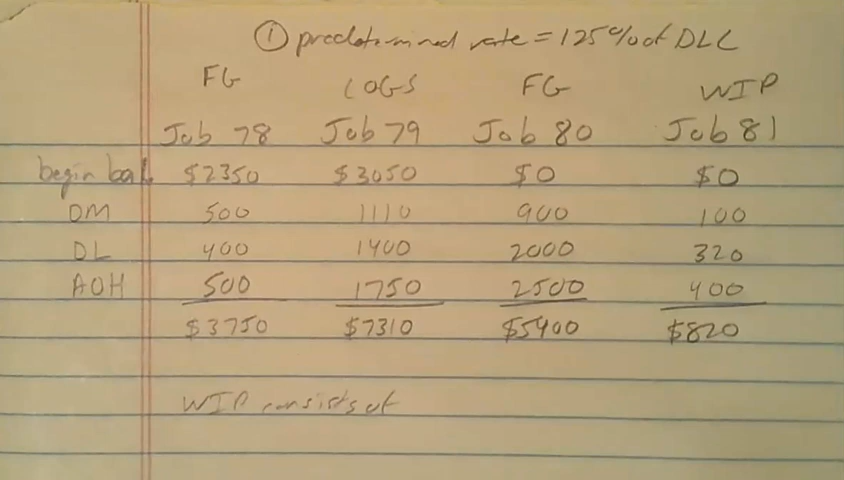 ① predetermined rate = 125% of DLC
FG COGS FG WIP
Job 78 Job 79 Job 80 Job 81
begin bal. $2350 $3050 $0 $0
DM 500 1110 900 100
DL 400 1400 2000 320
AOH 500 1750 2500 400
$3750 $7310 $5400 $820
WIP consists of